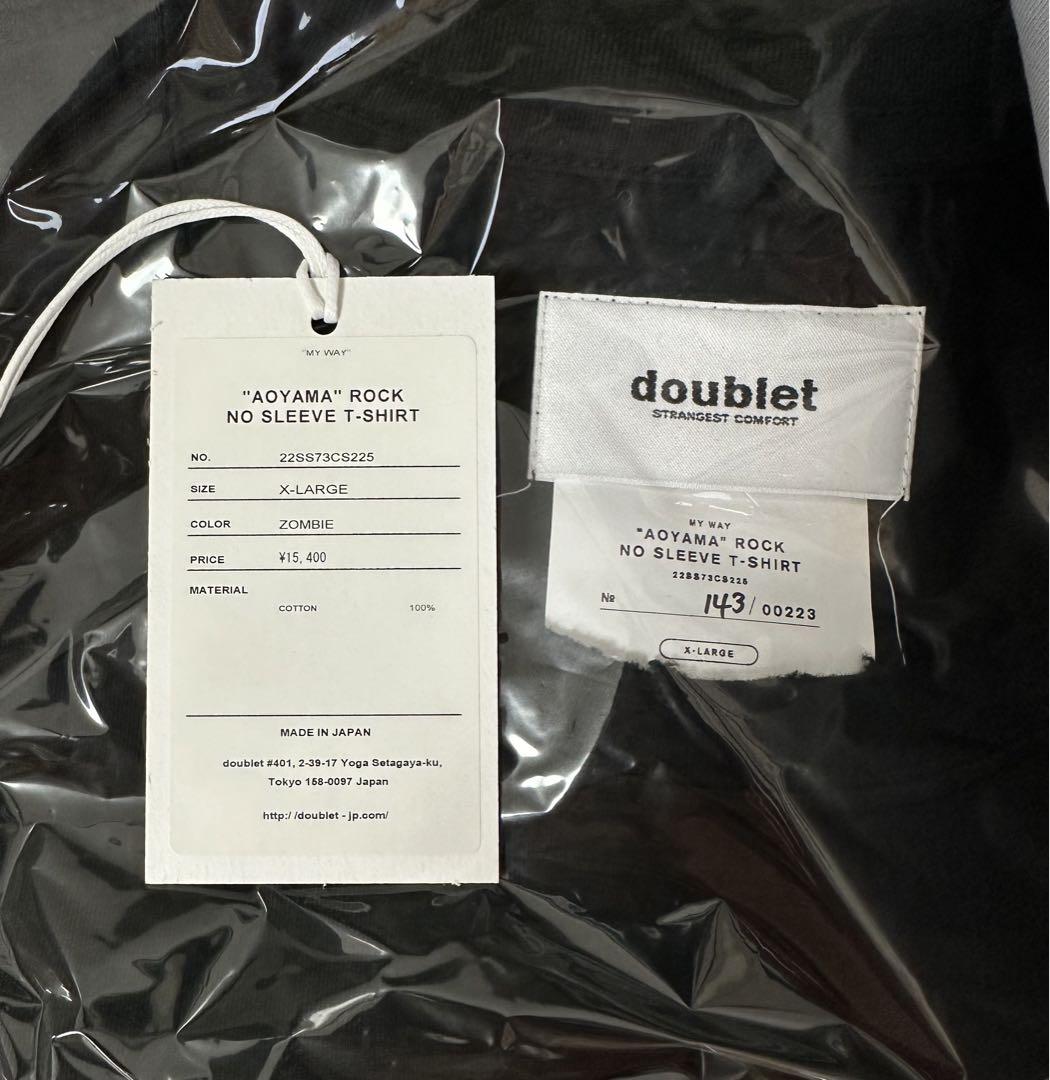 "MY WAY"
"AOYAMA" ROCK
NO SLEEVE T-SHIRT
NO. 22SS73CS225
SIZE X-LARGE
COLOR ZOMBIE
PRICE ¥15,400
MATERIAL
COTTON 100%
MADE IN JAPAN
doublet #401, 2-39-17 Yoga Setagaya-ku,
Tokyo 158-0097 Japan
http://doublet-jp.com/
doublet
STRANGEST COMFORT
MY WAY
"AOYAMA" ROCK
NO SLEEVE T-SHIRT
22SS73CS225
№ 143/00223
X-LARGE